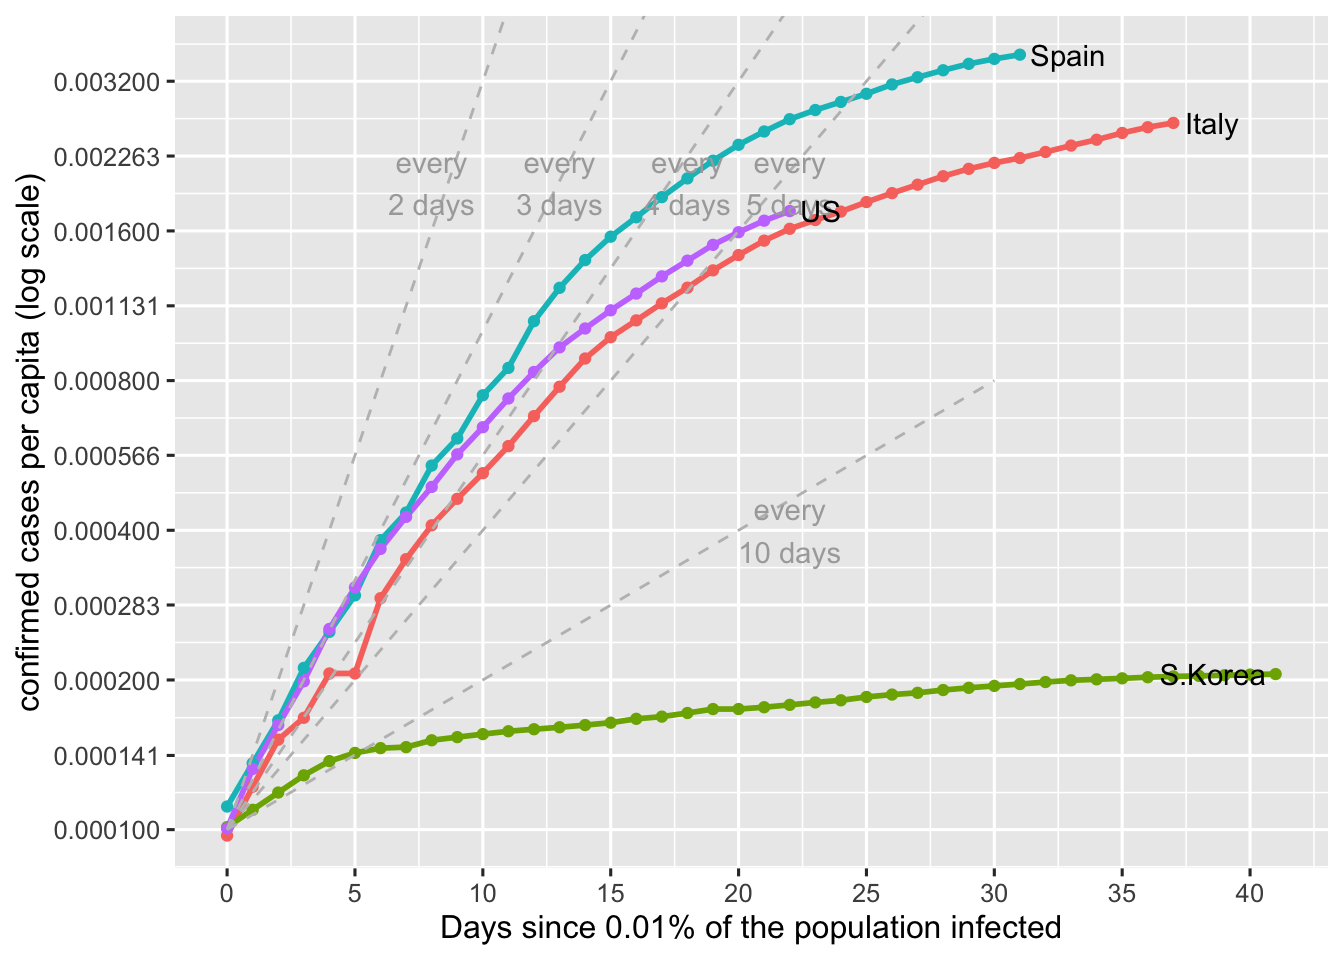 confirmed cases per capita (log scale)
0.003200
0.002263
0.001600
0.001131
0.000800
0.000566
0.000400
0.000283
0.000200
0.000141
0.000100
Spain
Italy
US
S.Korea
every
2 days
every
3 days
every
4 days
every
5 days
every
10 days
0 5 10 15 20 25 30 35 40
Days since 0.01% of the population infected